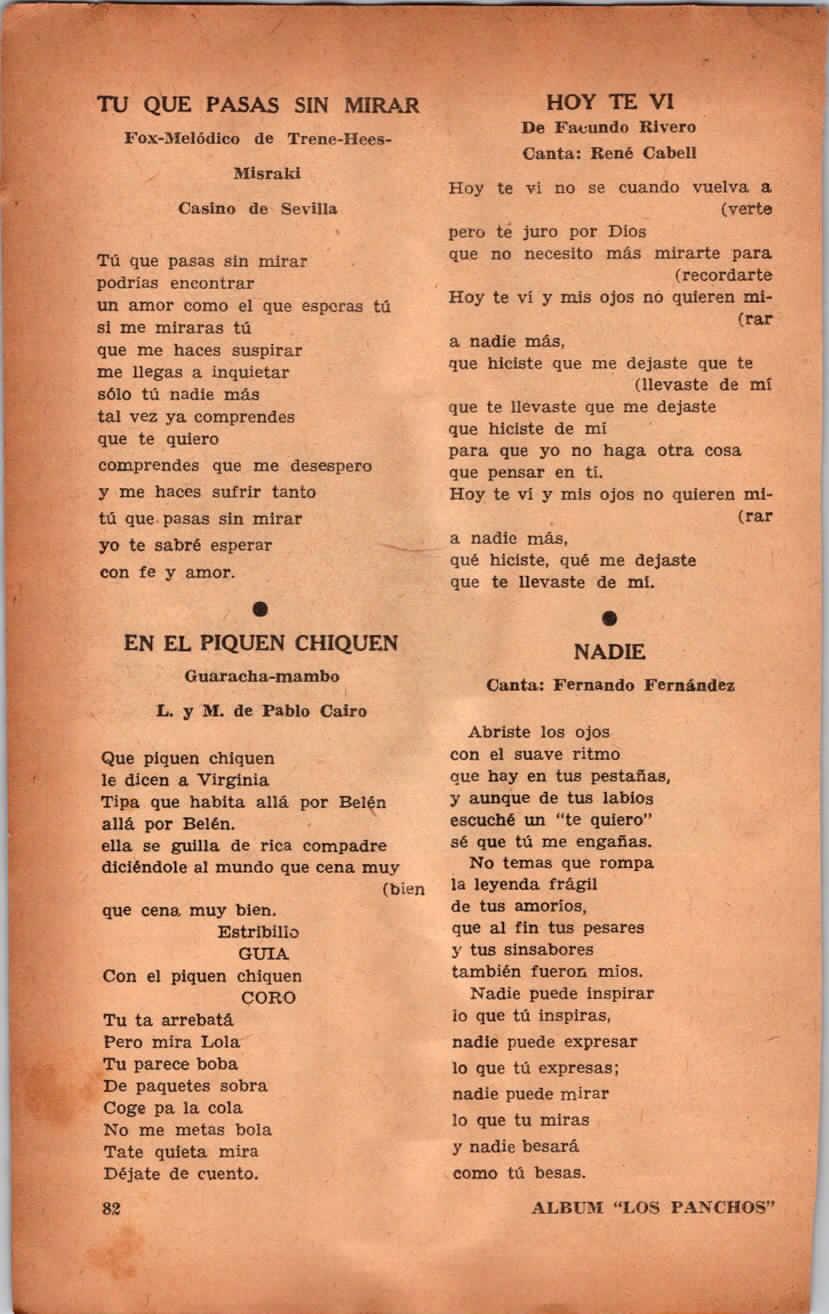 TU QUE PASAS SIN MIRAR
Fox-Melódico de Trene-Hees-
Misraki
Casino de Sevilla
Tú que pasas sin mirar
podrías encontrar
un amor como el que esperas tú
si me miraras tú
que me haces suspirar
me llegas a inquietar
sólo tú nadie más
tal vez ya comprendes
que te quiero
comprendes que me desespero
y me haces sufrir tanto
tú que pasas sin mirar
yo te sabré esperar
con fe y amor.
EN EL PIQUEN CHIQUEN
Guaracha-mambo
L. y M. de Pablo Cairo
Que piquen chiquen
le dicen a Virginia
Tipa que habita allá por Belén
allá por Belén.
ella se guilla de rica compadre
diciéndole al mundo que cena muy
(bien
que cena muy bien.
Estribillo
GUIA
Con el piquen chiquen
CORO
Tu ta arrebatá
Pero mira Lola
Tu parece boba
De paquetes sobra
Coge pa la cola
No me metas bola
Tate quieta mira
Déjate de cuento.
HOY TE VI
De Facundo Rivero
Canta: René Cabell
Hoy te vi no se cuando vuelva a
(verte
pero te juro por Dios
que no necesito más mirarte para
(recordarte
Hoy te ví y mis ojos no quieren mi-
(rar
a nadie más,
que hiciste que me dejaste que te
(llevaste de mí
que te llevaste que me dejaste
que hiciste de mí
para que yo no haga otra cosa
que pensar en tí.
Hoy te ví y mis ojos no quieren mi-
(rar
a nadie más,
qué hiciste, qué me dejaste
que te llevaste de mí.
NADIE
Canta: Fernando Fernández
Abriste los ojos
con el suave ritmo
que hay en tus pestañas,
y aunque de tus labios
escuché un "te quiero"
sé que tú me engañas.
No temas que rompa
la leyenda frágil
de tus amoríos,
que al fin tus pesares
y tus sinsabores
también fueron míos.
Nadie puede inspirar
lo que tú inspiras,
nadie puede expresar
lo que tú expresas;
nadie puede mirar
lo que tu miras
y nadie besará
como tú besas.
82
ALBUM "LOS PANCHOS"